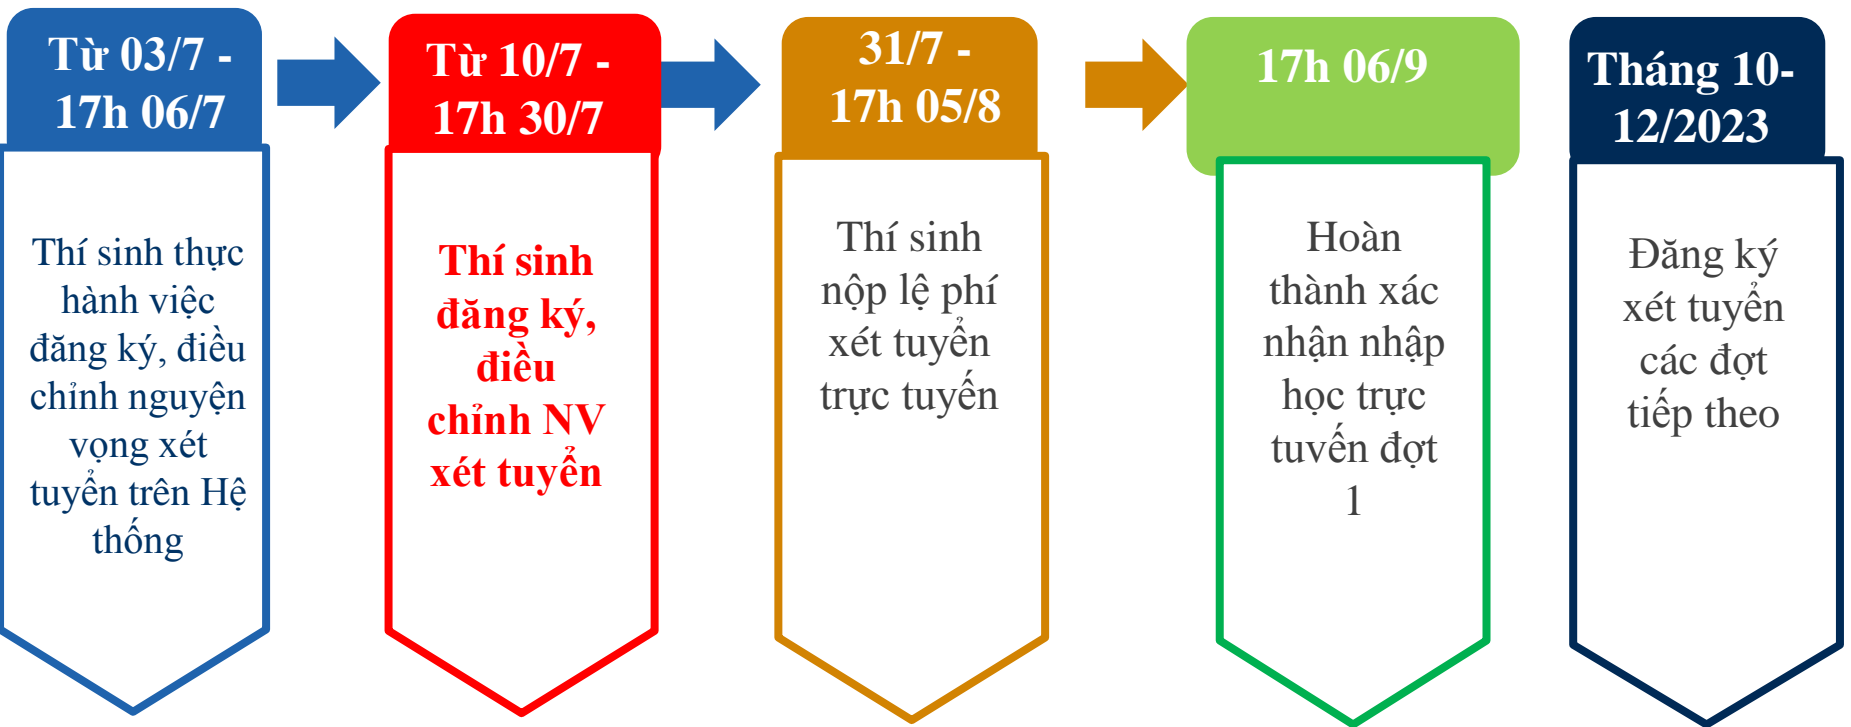 Từ 03/7 -
17h 06/7
Thí sinh thực
hành việc
đăng ký, điều
chỉnh nguyện
vọng xét
tuyển trên Hệ
thống
Từ 10/7 -
17h 30/7
Thí sinh
đăng ký,
điều
chỉnh NV
xét tuyển
31/7 -
17h 05/8
Thí sinh
nộp lệ phí
xét tuyển
trực tuyến
17h 06/9
Hoàn
thành xác
nhận nhập
học trực
tuvến đợt
1
Tháng 10-
12/2023
Đăng ký
xét tuyển
các đợt
tiếp theo